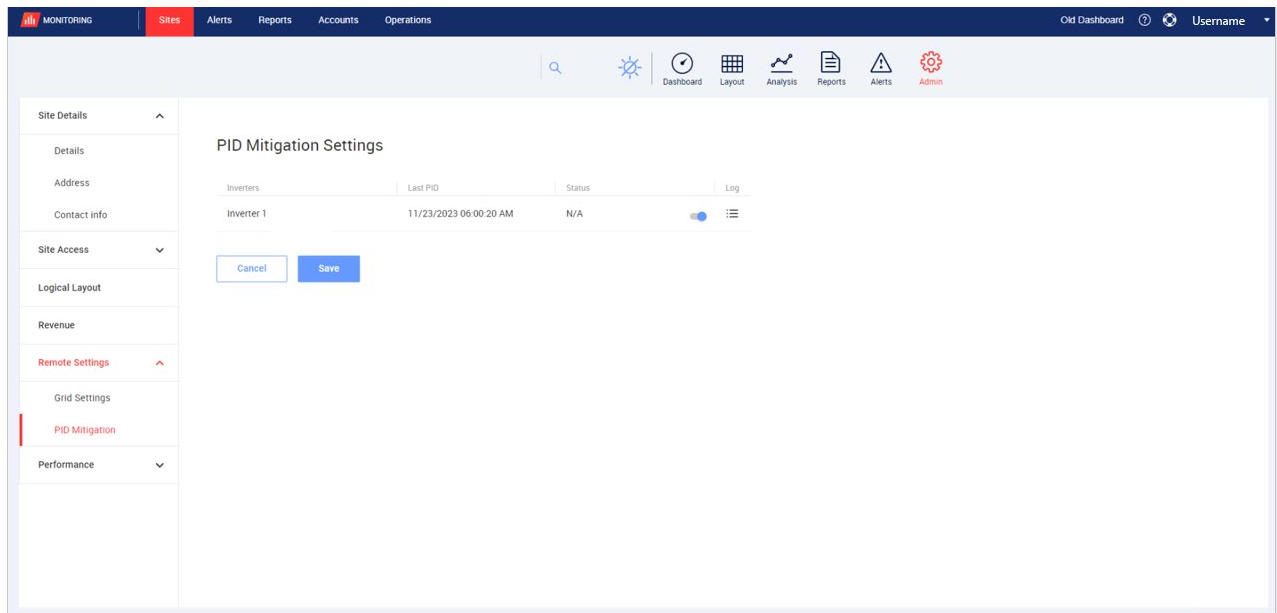 MONITORING
Sites Alerts Reports Accounts Operations Old Dashboard ? Username
Dashboard Layout Analysis Reports Alerts Admin
Site Details
Details
Address
Contact info
Site Access
Logical Layout
Revenue
Remote Settings
Grid Settings
PID Mitigation
Performance
PID Mitigation Settings
Inverters Last PID Status Log
Inverter 1 11/23/2023 06:00:20 AM N/A
Cancel Save